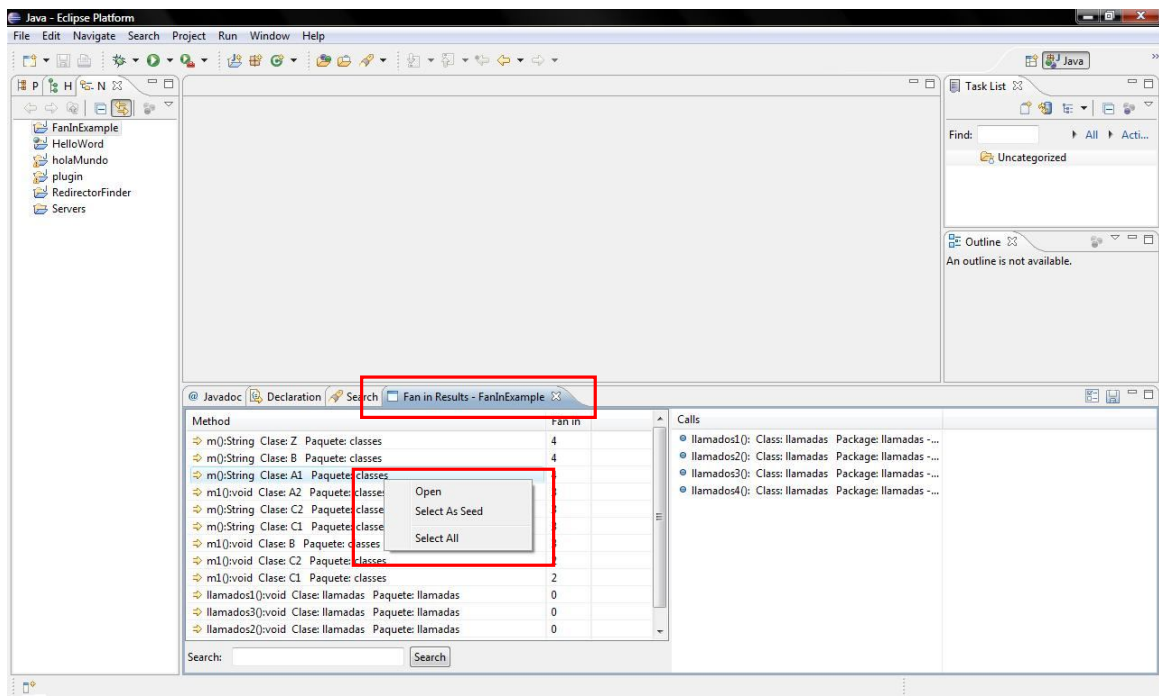 Java - Eclipse Platform
File Edit Navigate Search Project Run Window Help
Java
P H N
FanInExample
HelloWord
holaMundo
plugin
RedirectorFinder
Servers
Task List
Find: All Acti...
Uncategorized
Outline
An outline is not available.
@ Javadoc Declaration Search Fan in Results - FanInExample
Method Fan in
m():String Clase: Z Paquete: classes 4
m():String Clase: B Paquete: classes 4
m():String Clase: A1 Paquete: classes
m1():void Clase: A2 Paquete: classes
m():String Clase: C2 Paquete: classe
m():String Clase: C1 Paquete: classe
m1():void Clase: B Paquete: classes
m1():void Clase: C2 Paquete: classes
m1():void Clase: C1 Paquete: classes 2
llamados1():void Clase: llamadas Paquete: llamadas 0
llamados3():void Clase: llamadas Paquete: llamadas 0
llamados2():void Clase: llamadas Paquete: llamadas 0
Open
Select As Seed
Select All
Search: Search
Calls
llamados1(): Class: llamadas Package: llamadas -...
llamados2(): Class: llamadas Package: llamadas -...
llamados3(): Class: llamadas Package: llamadas -...
llamados4(): Class: llamadas Package: llamadas -...